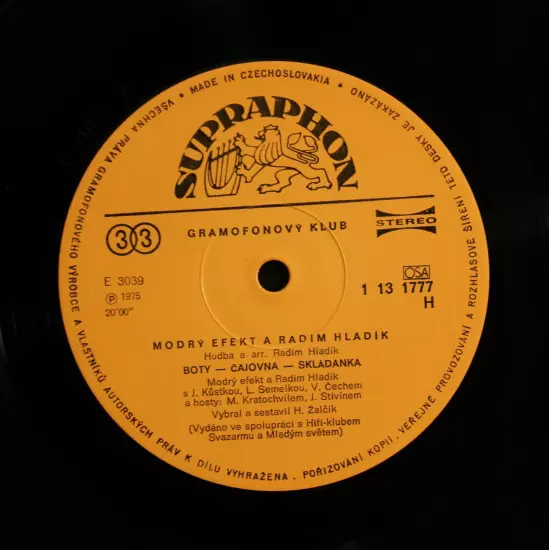 VŠECHNA PRÁVA GRAMOFONOVÉHO VÝROBCE A VLASTNÍKŮ AUTORSKÝCH PRÁV K DÍLU VYHRAŽENA. POŘIZOVÁNÍ KOPIÍ, VEŘEJNÉ PROVOZOVÁNÍ A ROZHLASOVÉ ŠÍŘENÍ TÉTO DESKY JE ZAKÁZÁNO • MADE IN CZECHOSLOVAKIA •
SUPRAPHON
33
GRAMOFONOVÝ KLUB
STEREO
E 3039
Ⓟ 1975
20'00"
OSA
1 13 1777
H
MODRÝ EFEKT A RADIM HLADÍK
Hudba a arr. Radim Hladík
BOTY — ČAJOVNA — SKLÁDANKA
Modrý efekt a Radim Hladík
s J. Kůstkou, L. Semelkou, V. Čechem
a hosty: M. Kratochvílem, J. Stivínem
Vybral a sestavil H. Žalčík
(Vydáno ve spolupráci s Hifi-klubem
Svazarmu a Mladým světem)